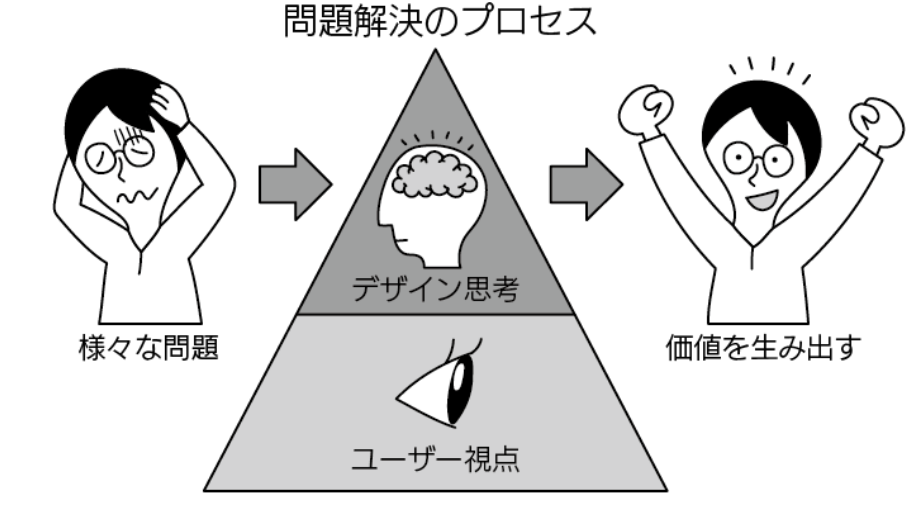 問題解決のプロセス
デザイン思考
様々な問題
価値を生み出す
ユーザー視点